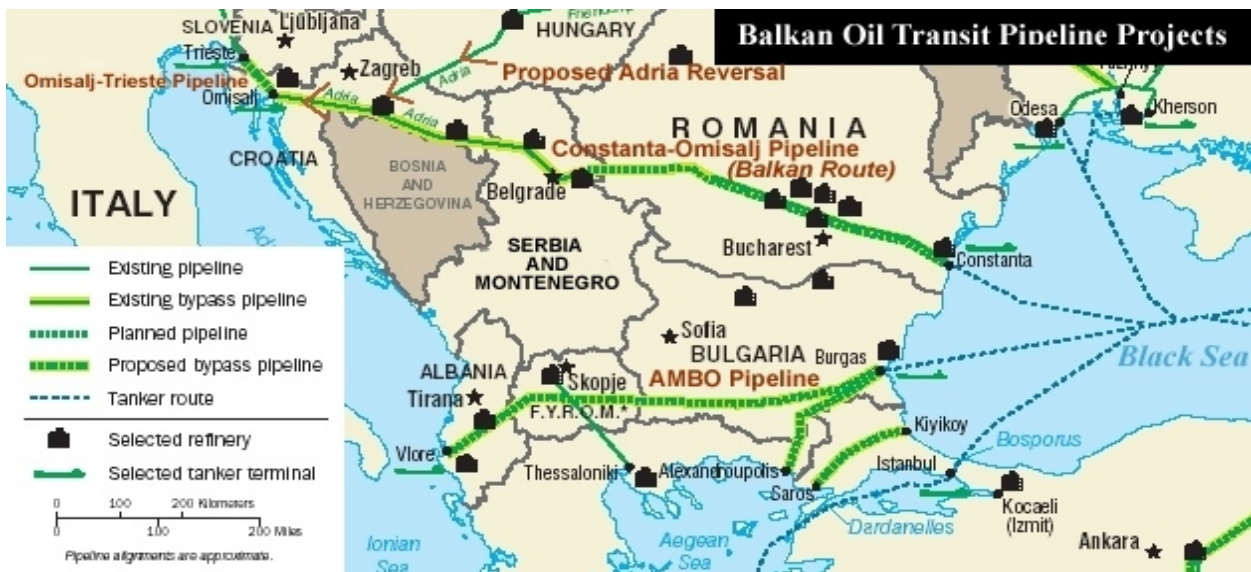 Balkan Oil Transit Pipeline Projects
SLOVENIA
Ljubljana
HUNGARY
Friendship
Trieste
Zagreb
Adria
Proposed Adria Reversal
Omisalj-Trieste Pipeline
Omisalj
Adria
Adria
Odesa
Kherson
ROMANIA
CROATIA
BOSNIA
AND
HERZEGOVINA
Constanta-Omisalj Pipeline
(Balkan Route)
Belgrade
ITALY
Bucharest
Constanta
SERBIA
AND
MONTENEGRO
Existing pipeline
Existing bypass pipeline
Planned pipeline
Proposed bypass pipeline
Tanker route
Selected refinery
Selected tanker terminal
0 100 200 Kilometers
0 100 200 Miles
Pipeline alignments are approximate.
Sofia
BULGARIA
Burgas
Black Sea
ALBANIA
Skopje
AMBO Pipeline
Tirana
F.Y.R.O.M.*
Vlore
Kiyikoy
Bosporus
Thessaloniki
Alexandroupolis
Istanbul
Saros
Kocaeli
(Izmit)
Dardanelles
Ankara
Ionian
Sea
Aegean
Sea